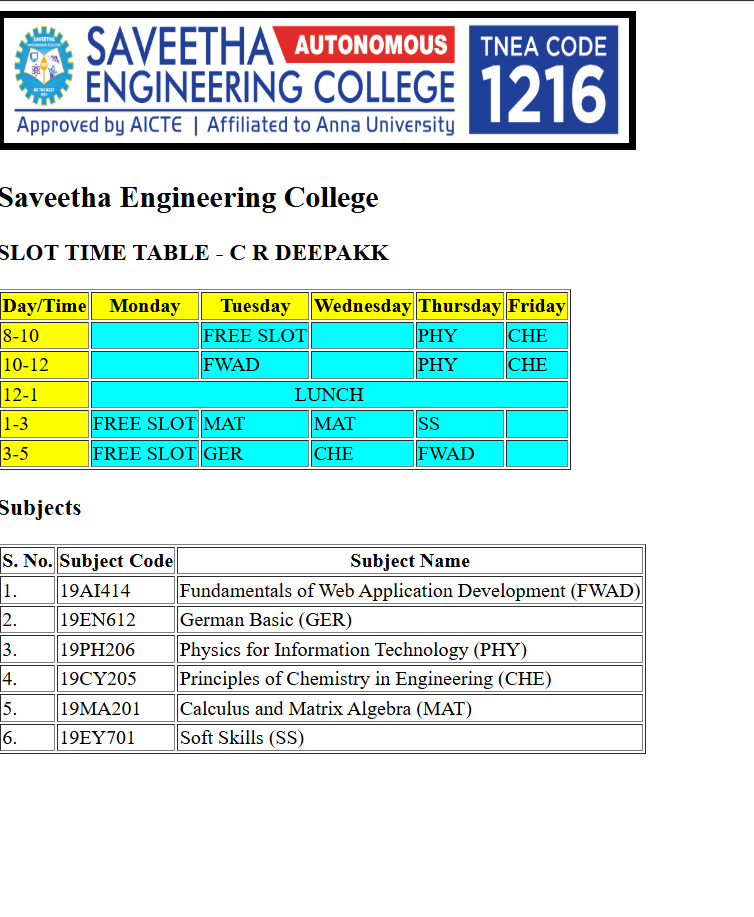 SAVEETHA AUTONOMOUS
ENGINEERING COLLEGE
Approved by AICTE | Affiliated to Anna University
TNEA CODE
1216
Saveetha Engineering College
SLOT TIME TABLE - C R DEEPAKK
Day/Time Monday Tuesday Wednesday Thursday Friday
8-10 FREE SLOT PHY CHE
10-12 FWAD PHY CHE
12-1 LUNCH
1-3 FREE SLOT MAT MAT SS
3-5 FREE SLOT GER CHE FWAD
Subjects
S. No. Subject Code Subject Name
1. 19AI414 Fundamentals of Web Application Development (FWAD)
2. 19EN612 German Basic (GER)
3. 19PH206 Physics for Information Technology (PHY)
4. 19CY205 Principles of Chemistry in Engineering (CHE)
5. 19MA201 Calculus and Matrix Algebra (MAT)
6. 19EY701 Soft Skills (SS)